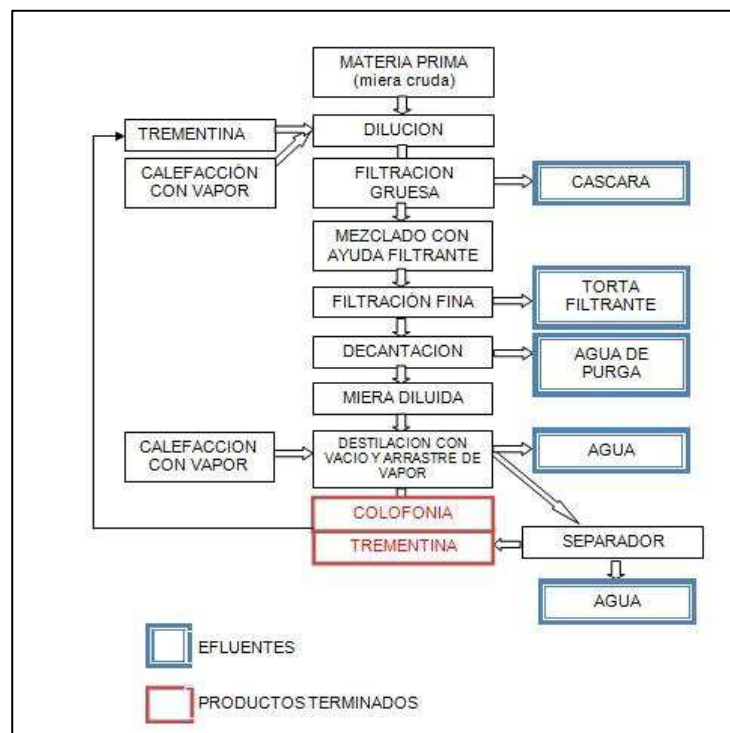 MATERIA PRIMA
(miera cruda)
TREMENTINA
DILUCION
CALEFACCIÓN
CON VAPOR
FILTRACION
GRUESA
CASCARA
MEZCLADO CON
AYUDA FILTRANTE
FILTRACIÓN FINA
TORTA
FILTRANTE
DECANTACION
AGUA DE
PURGA
MIERA DILUIDA
CALEFACCION
CON VAPOR
DESTILACION CON
VACIO Y ARRASTRE DE
VAPOR
AGUA
COLOFONIA
TREMENTINA
SEPARADOR
AGUA
EFLUENTES
PRODUCTOS TERMINADOS